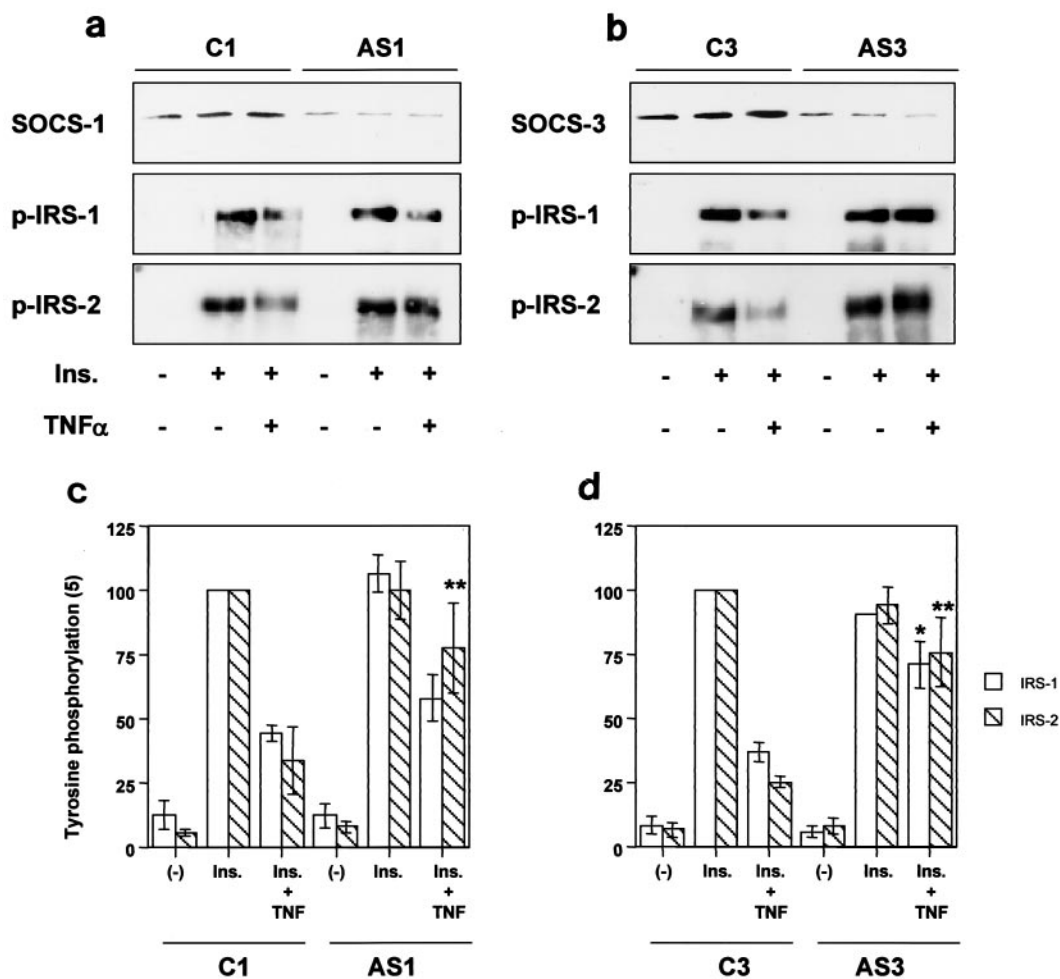 a
C1 AS1
SOCS-1
p-IRS-1
p-IRS-2
Ins. - + + - + +
TNFα - - + - - +
b
C3 AS3
SOCS-3
p-IRS-1
p-IRS-2
- + + - + +
- - + - - +
c
Tyrosine phosphorylation (5)
125
100
75
50
25
0
**
(-) Ins. Ins. + TNF (-) Ins. Ins. + TNF
C1 AS1
d
125
100
75
50
25
0
* **
(-) Ins. Ins. + TNF (-) Ins. Ins. + TNF
C3 AS3
IRS-1
IRS-2